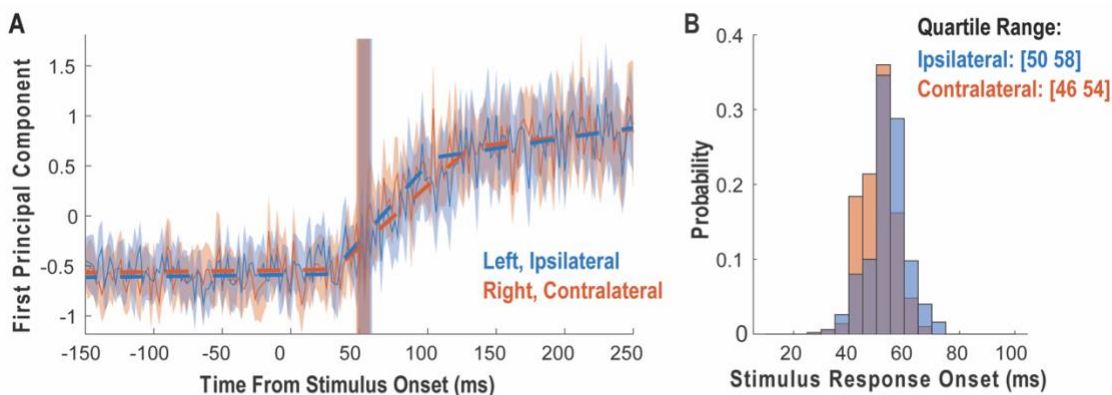 A
First Principal Component
1.5
1
0.5
0
-0.5
-1
-150
-100
-50
0
50
100
150
200
250
Time From Stimulus Onset (ms)
Left, Ipsilateral
Right, Contralateral
B
Quartile Range:
Ipsilateral: [50 58]
Contralateral: [46 54]
Probability
0.4
0.3
0.2
0.1
0
20
40
60
80
100
Stimulus Response Onset (ms)